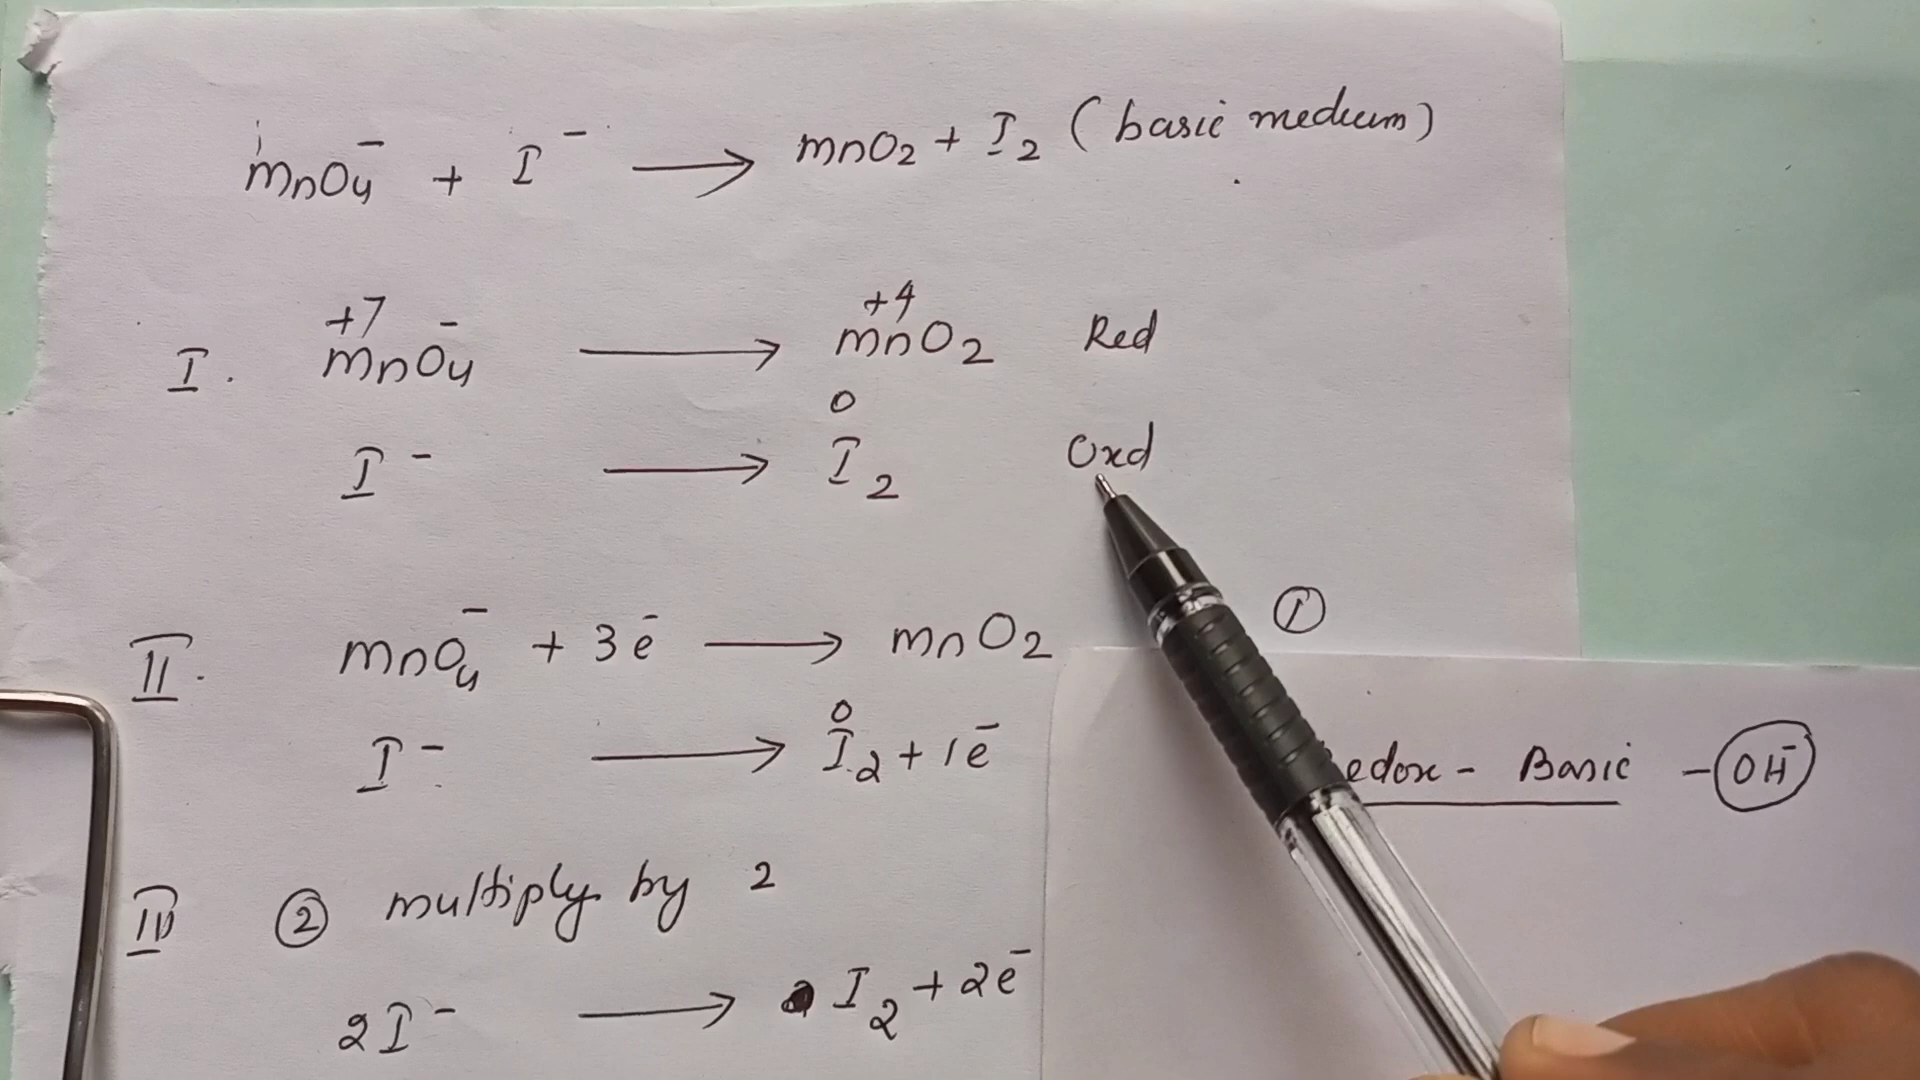 MnO4⁻ + I⁻ ⟶ MnO2 + I2 (basic medium)
+7 +4
I. MnO4⁻ ⟶ MnO2 Red
0
I⁻ ⟶ I2 Oxd
II. MnO4⁻ + 3e⁻ ⟶ MnO2 ①
0
I⁻ ⟶ I2 + 1e⁻
edox - Basic - OH⁻
III ② multiply by 2
2I⁻ ⟶ I2 + 2e⁻